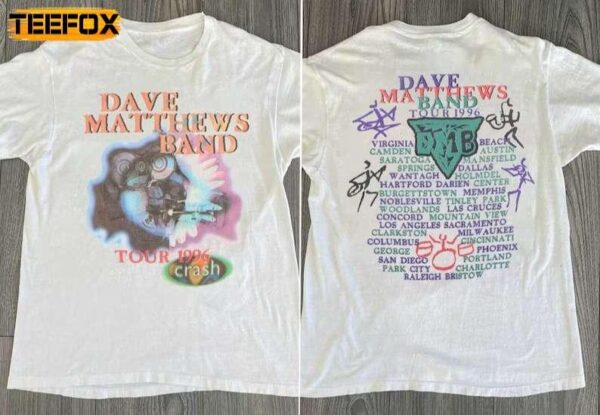 TEEFOX
DAVE
MATTHEWS
BAND
TOUR 1996
crash
DAVE
MATTHEWS
BAND
TOUR 1996
DMB
VIRGINIA BEACH
CAMDEN AUSTIN
SARATOGA MANSFIELD
SPRINGS DALLAS
WANTAGH HOLMDEL
HARTFORD DARIEN CENTER
BURGETTSTOWN MEMPHIS
NOBLESVILLE TINLEY PARK
WOODLANDS LAS CRUCES
CONCORD MOUNTAIN VIEW
LOS ANGELES SACRAMENTO
CLARKSTON MILWAUKEE
COLUMBUS CINCINNATI
GEORGE PHOENIX
SAN DIEGO PORTLAND
PARK CITY CHARLOTTE
RALEIGH BRISTOW